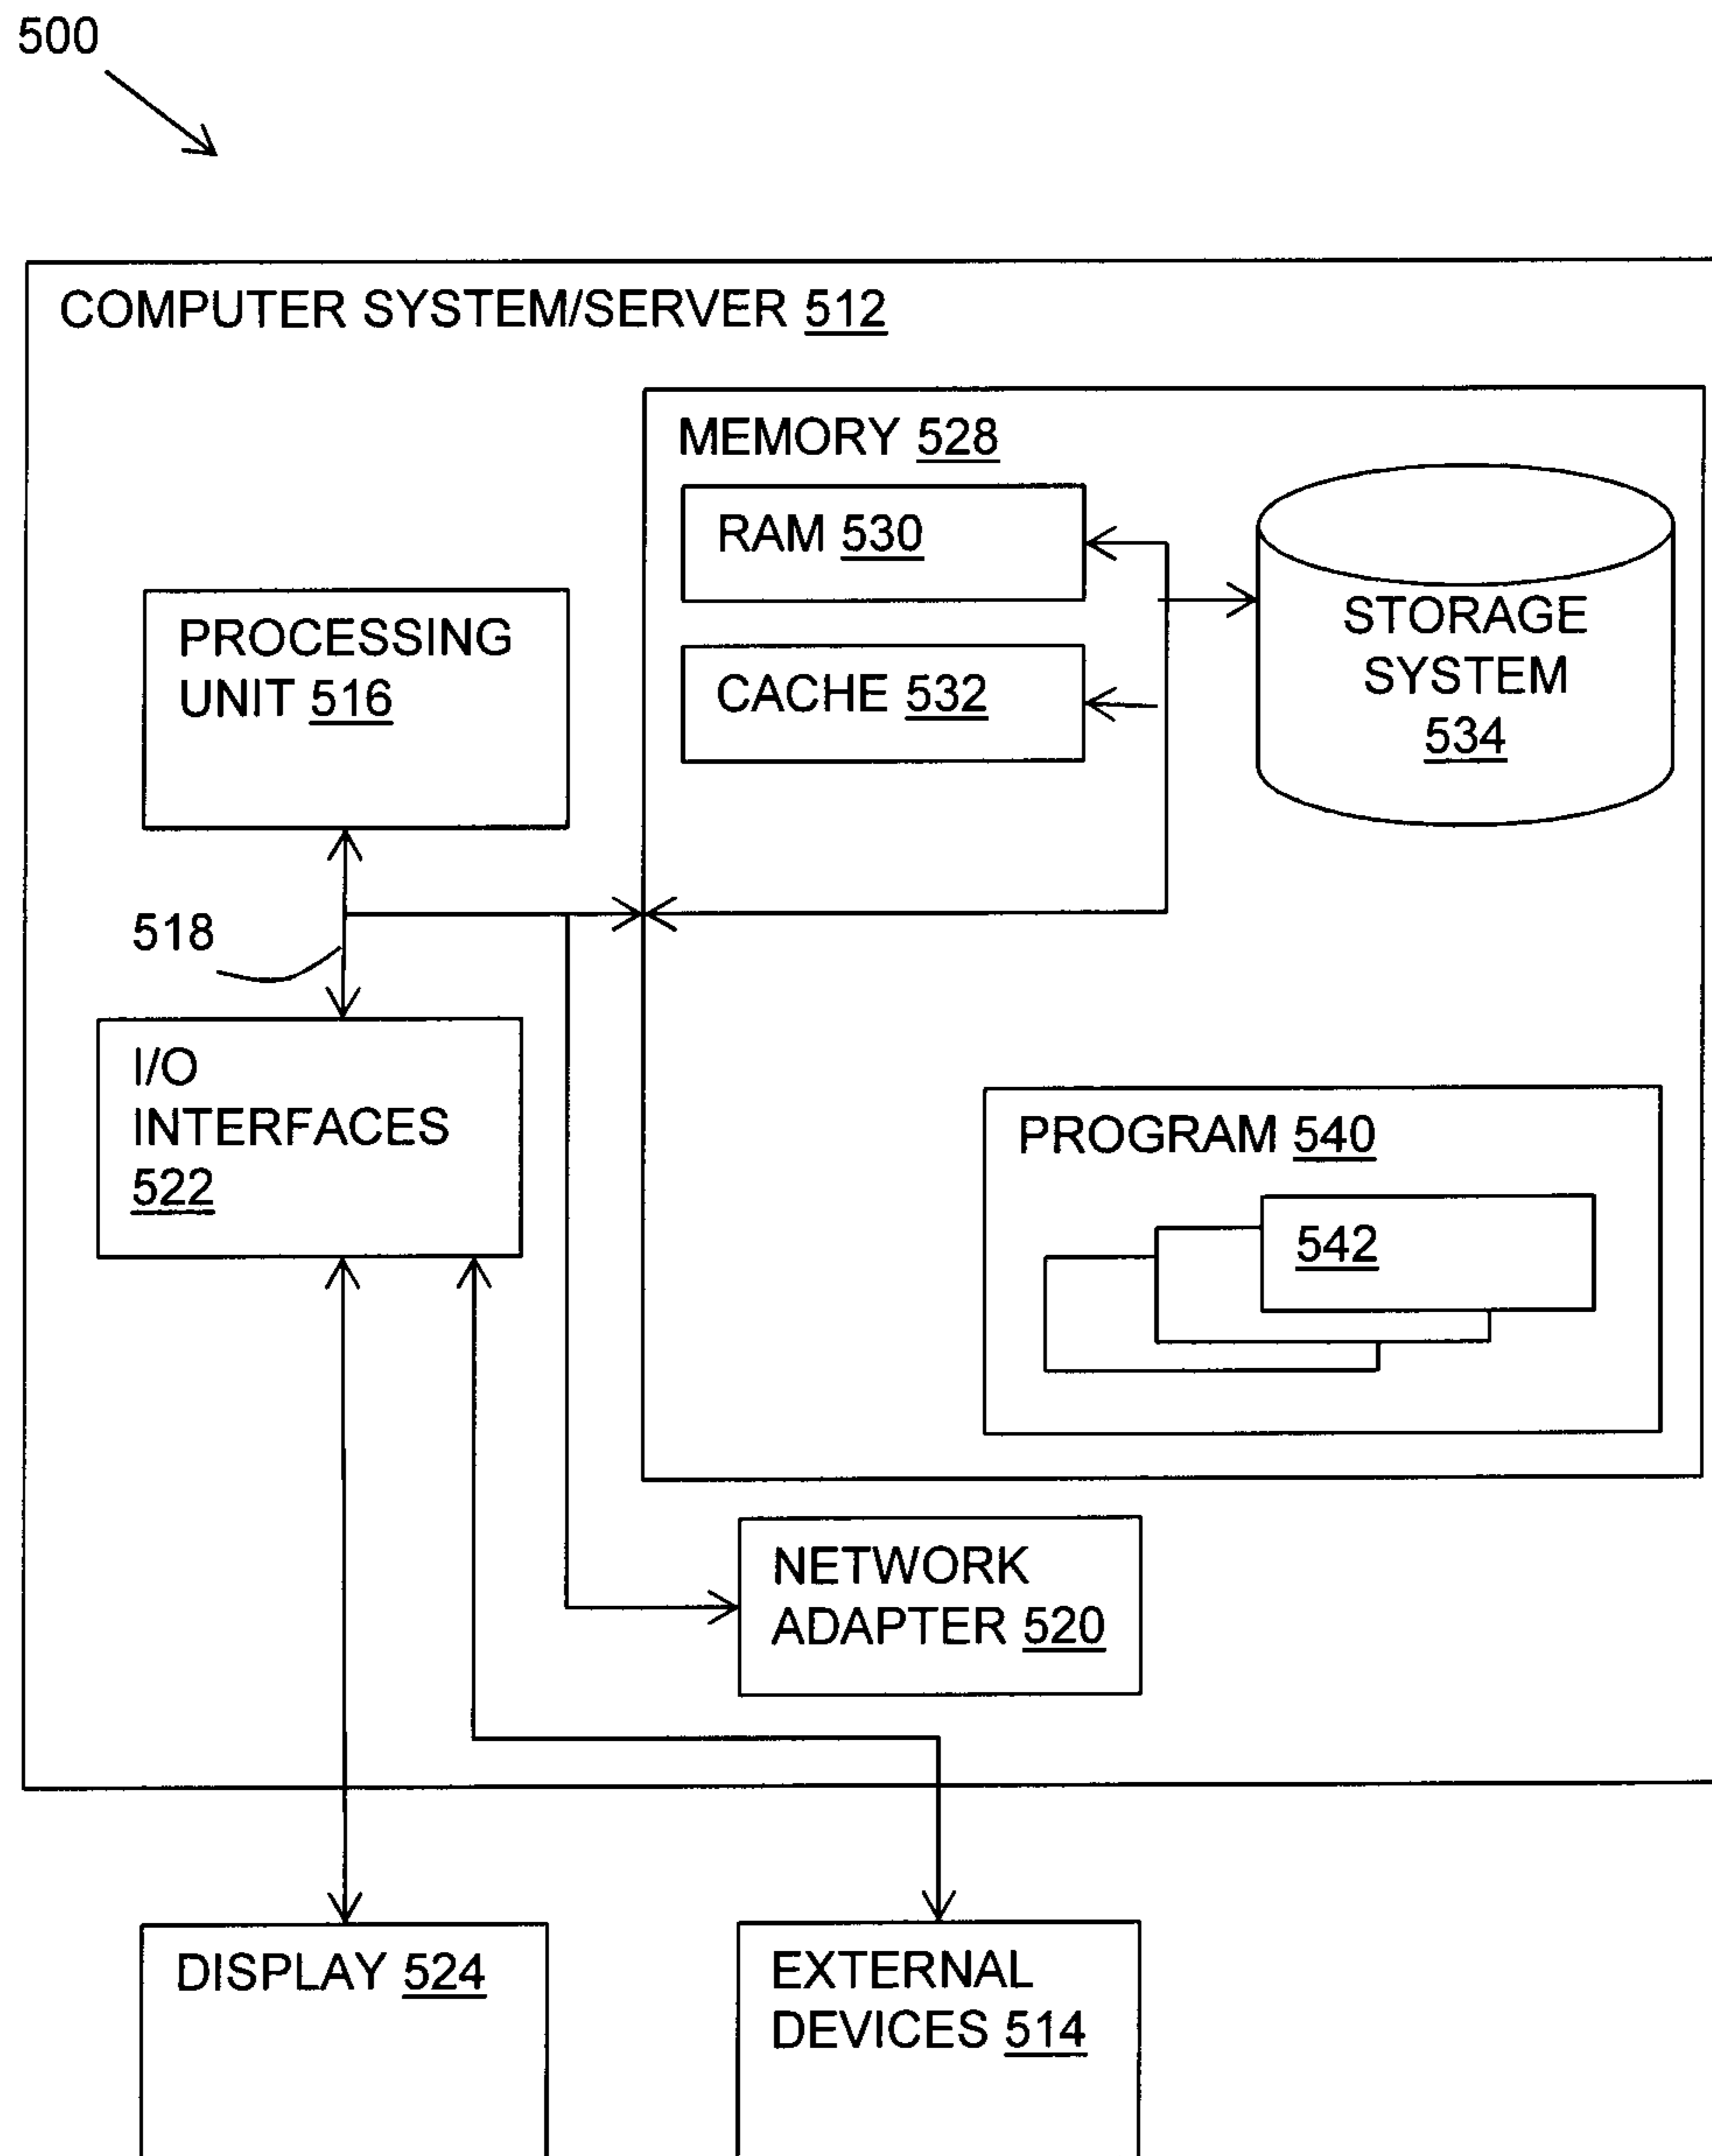 500
COMPUTER SYSTEM/SERVER 512
MEMORY 528
RAM 530
CACHE 532
STORAGE
SYSTEM
534
PROCESSING
UNIT 516
518
I/O
INTERFACES
522
PROGRAM 540
542
NETWORK
ADAPTER 520
DISPLAY 524
EXTERNAL
DEVICES 514